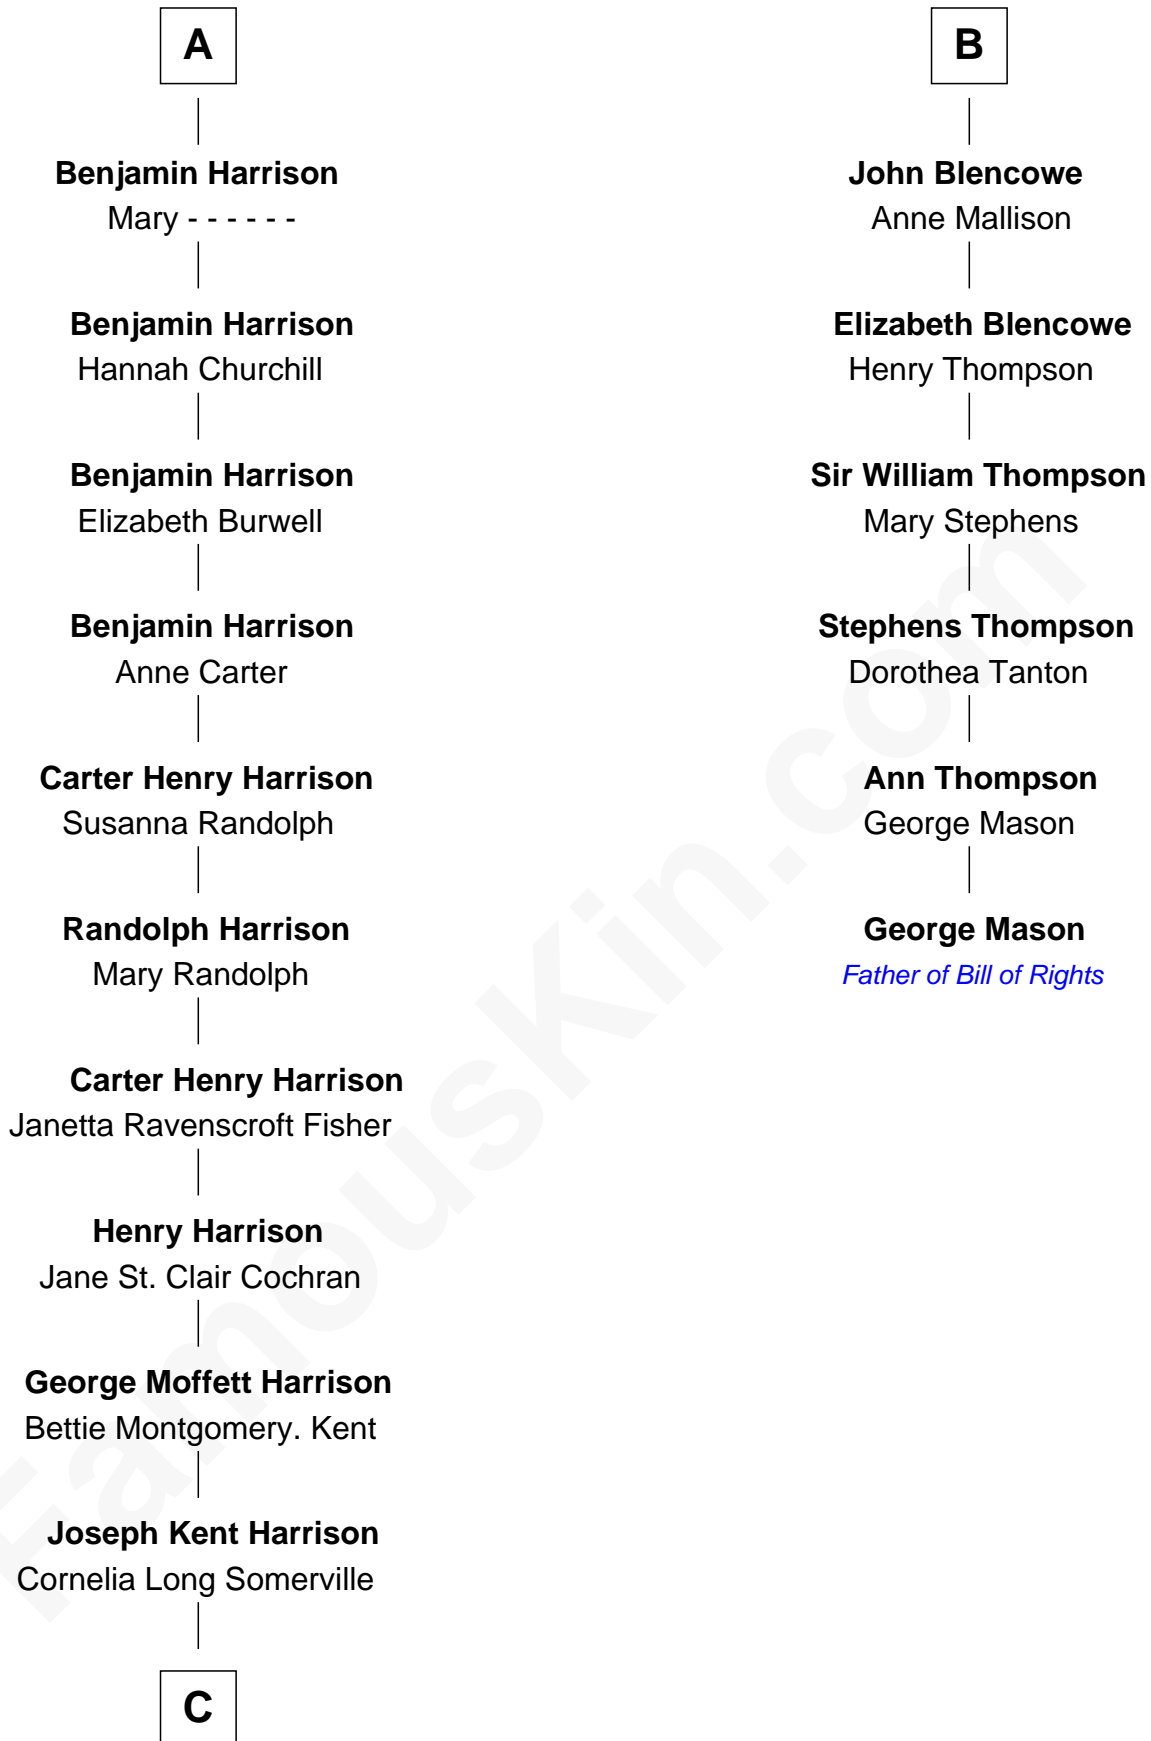 A
Benjamin Harrison
Mary - - - - - -
Benjamin Harrison
Hannah Churchill
Benjamin Harrison
Elizabeth Burwell
Benjamin Harrison
Anne Carter
Carter Henry Harrison
Susanna Randolph
Randolph Harrison
Mary Randolph
Carter Henry Harrison
Janetta Ravenscroft Fisher
Henry Harrison
Jane St. Clair Cochran
George Moffett Harrison
Bettie Montgomery. Kent
Joseph Kent Harrison
Cornelia Long Somerville
C
B
John Blencowe
Anne Mallison
Elizabeth Blencowe
Henry Thompson
Sir William Thompson
Mary Stephens
Stephens Thompson
Dorothea Tanton
Ann Thompson
George Mason
George Mason
Father of Bill of Rights
FamousKin.com